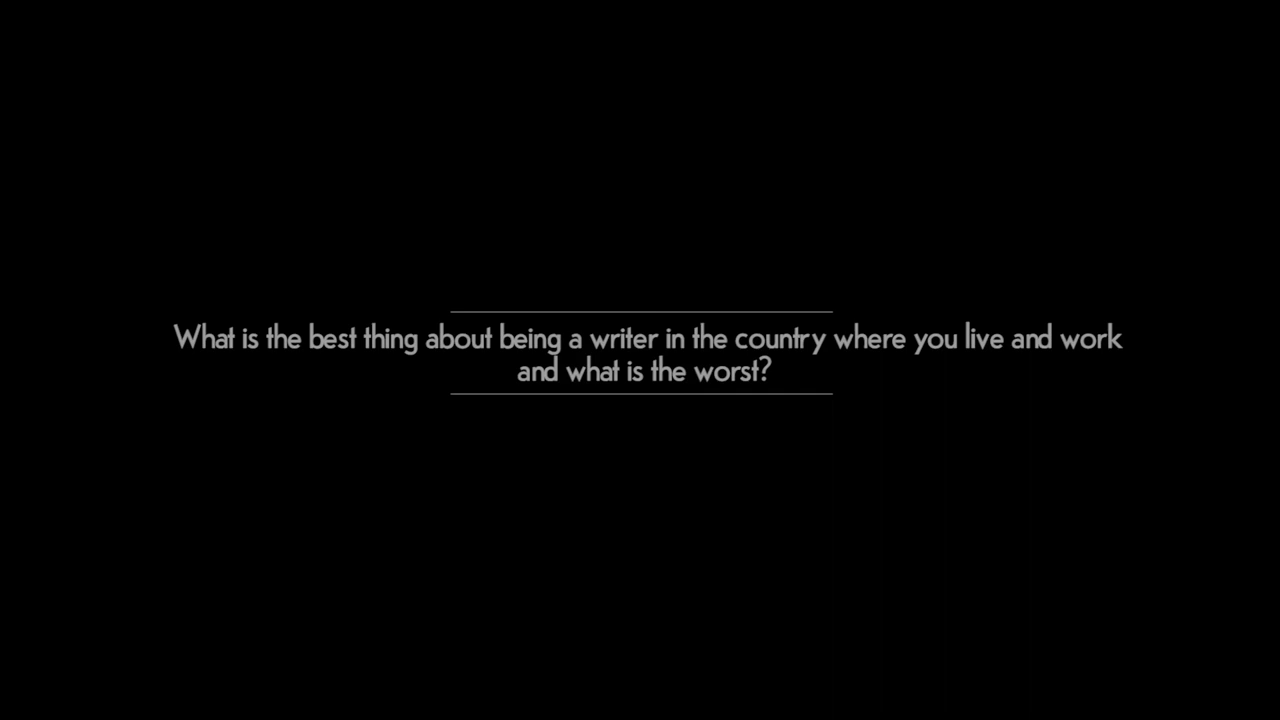 What is the best thing about being a writer in the country where you live and work
and what is the worst?